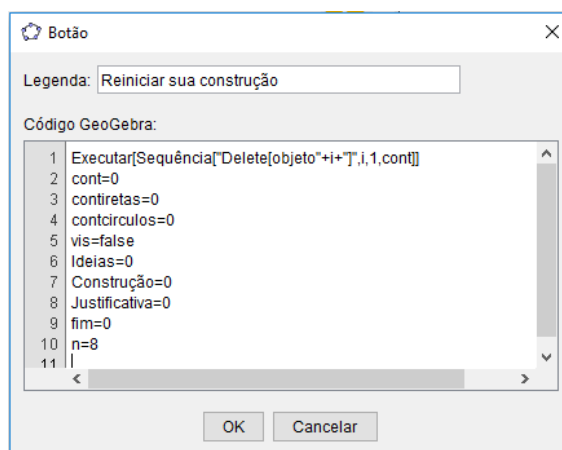 Botão
Legenda: Reiniciar sua construção
Código GeoGebra:
1 Executar[Sequência["Delete[objeto"+i+"]",i,1,cont]]
2 cont=0
3 contiretas=0
4 contcirculos=0
5 vis=false
6 Ideias=0
7 Construção=0
8 Justificativa=0
9 fim=0
10 n=8
11
OK Cancelar